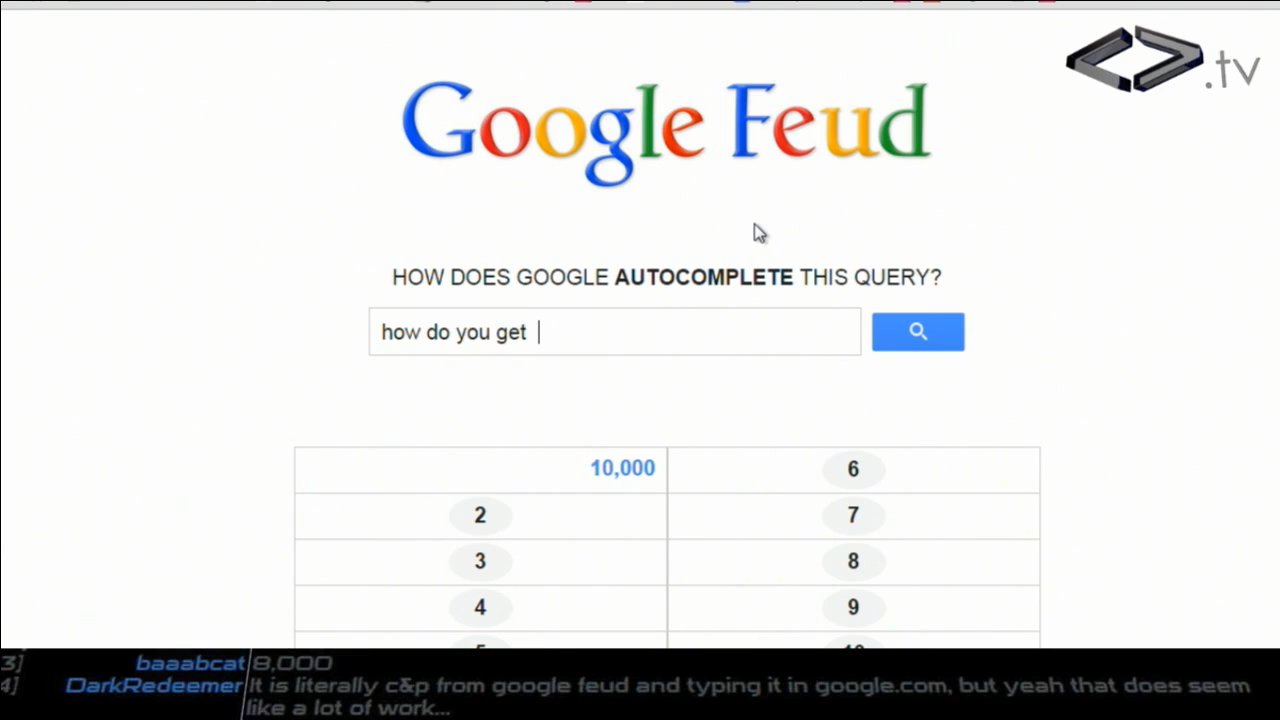 .tv
Google Feud
HOW DOES GOOGLE AUTOCOMPLETE THIS QUERY?
how do you get
10,000 6
2 7
3 8
4 9
3] baaabcat 8,000
4] DarkRedeemer It is literally c&p from google feud and typing it in google.com, but yeah that does seem
like a lot of work...